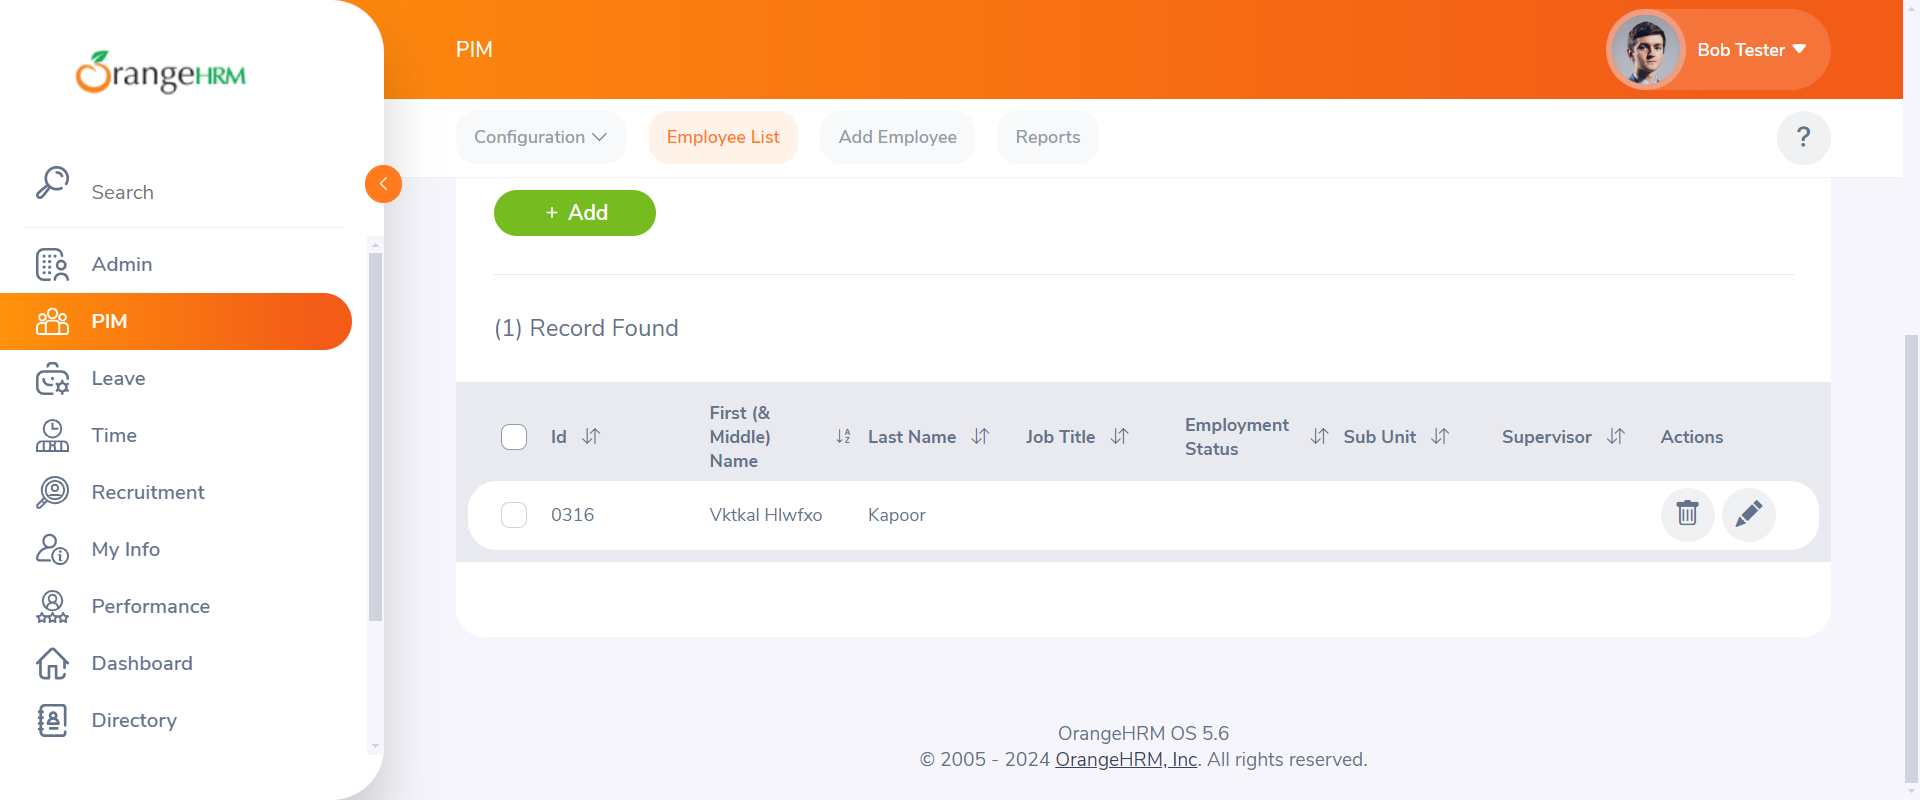 OrangeHRM
PIM
Bob Tester
Configuration
Employee List
Add Employee
Reports
?
Search
Admin
PIM
Leave
Time
Recruitment
My Info
Performance
Dashboard
Directory
+ Add
(1) Record Found
Id
First (&
Middle)
Name
Last Name
Job Title
Employment
Status
Sub Unit
Supervisor
Actions
0316
Vktkal Hlwfxo
Kapoor
OrangeHRM OS 5.6
© 2005 - 2024 OrangeHRM, Inc. All rights reserved.